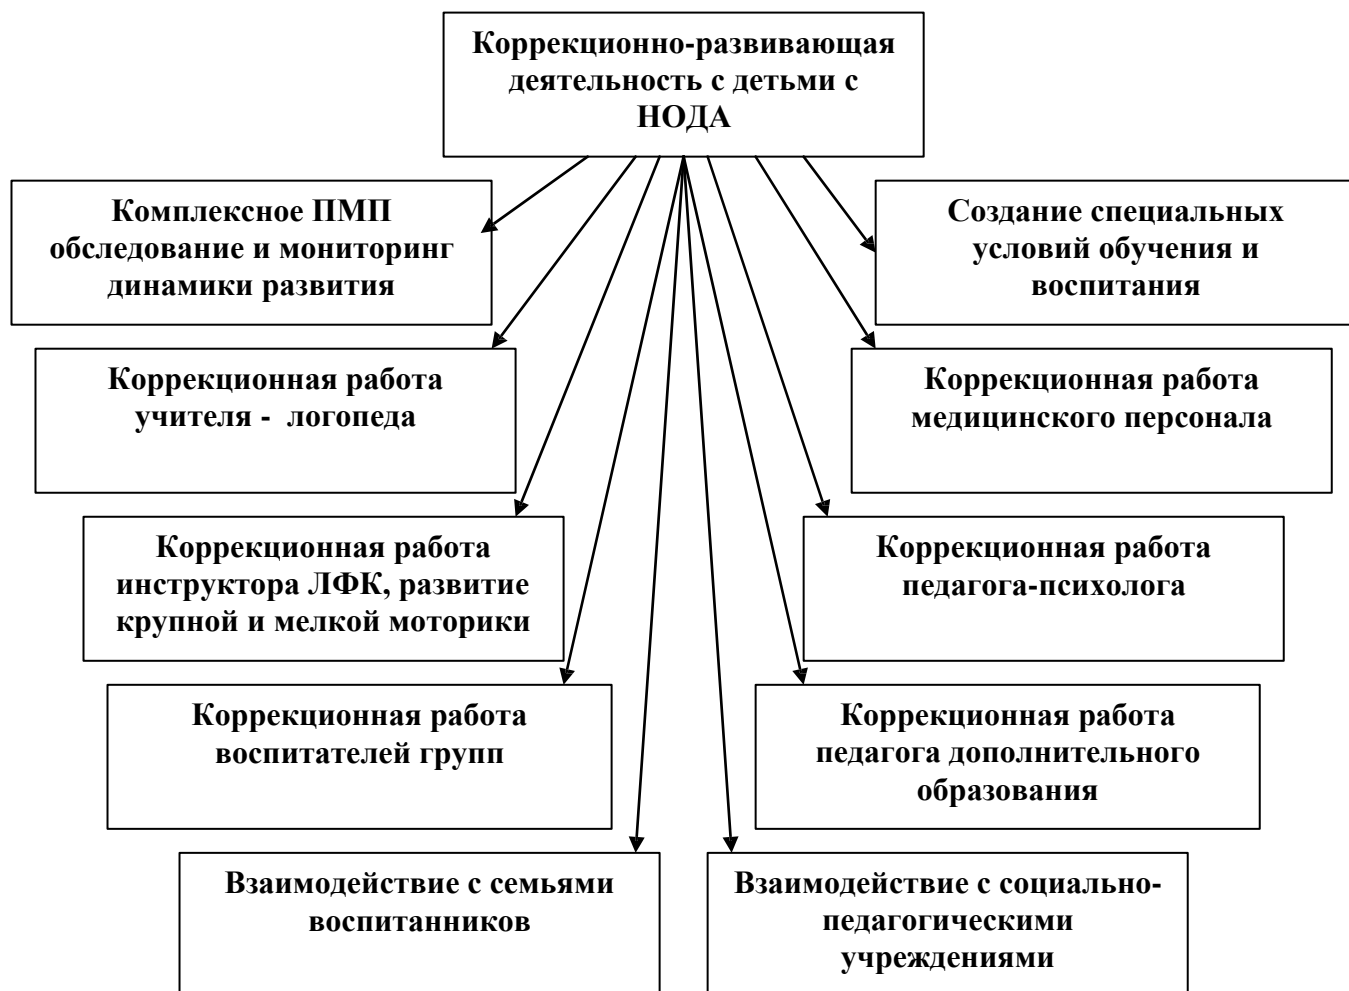 Коррекционно-развивающая
деятельность с детьми с
НОДА
Комплексное ПМП
обследование и мониторинг
динамики развития
Создание специальных
условий обучения и
воспитания
Коррекционная работа
учителя - логопеда
Коррекционная работа
медицинского персонала
Коррекционная работа
инструктора ЛФК, развитие
крупной и мелкой моторики
Коррекционная работа
педагога-психолога
Коррекционная работа
воспитателей групп
Коррекционная работа
педагога дополнительного
образования
Взаимодействие с семьями
воспитанников
Взаимодействие с социально-
педагогическими
учреждениями